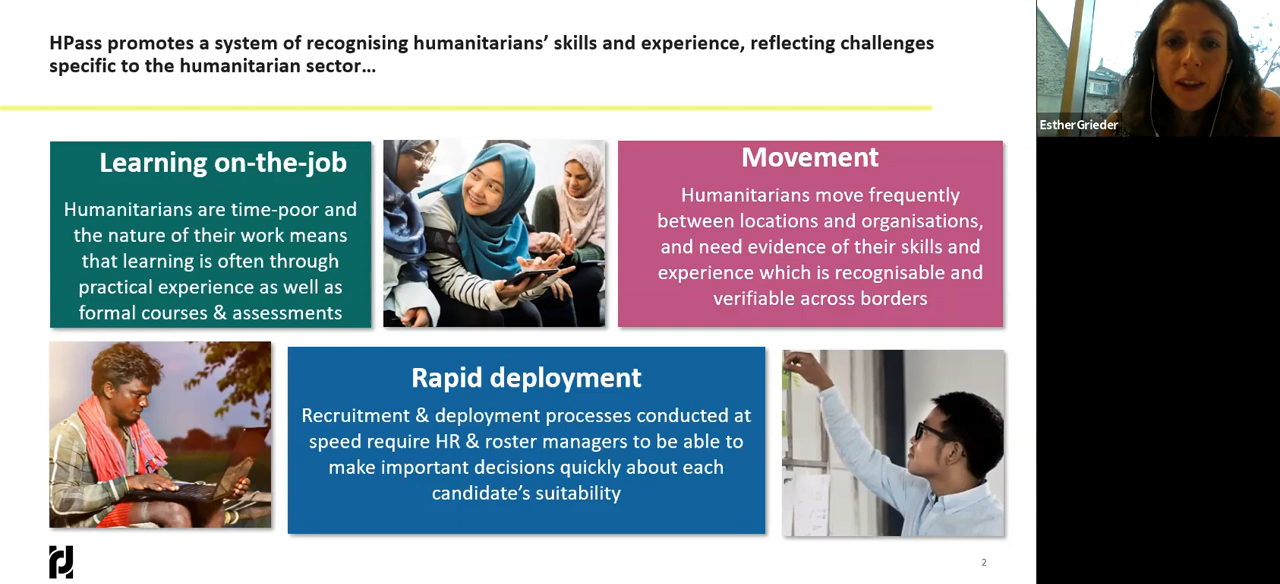 HPass promotes a system of recognising humanitarians’ skills and experience, reflecting challenges
specific to the humanitarian sector…
EstherGrieder
Learning on-the-job
Humanitarians are time-poor and
the nature of their work means
that learning is often through
practical experience as well as
formal courses & assessments
Movement
Humanitarians move frequently
between locations and organisations,
and need evidence of their skills and
experience which is recognisable and
verifiable across borders
Rapid deployment
Recruitment & deployment processes conducted at
speed require HR & roster managers to be able to
make important decisions quickly about each
candidate’s suitability
2